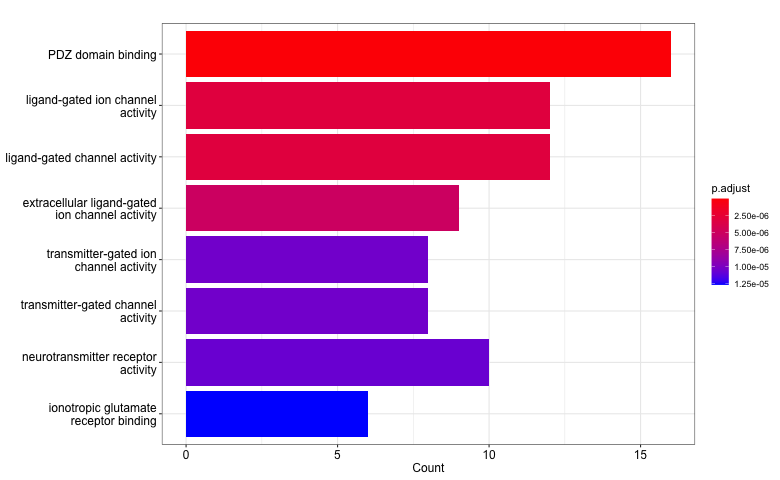 PDZ domain binding
ligand-gated ion channel
activity
ligand-gated channel activity
extracellular ligand-gated
ion channel activity
transmitter-gated ion
channel activity
transmitter-gated channel
activity
neurotransmitter receptor
activity
ionotropic glutamate
receptor binding
0 5 10 15
Count
p.adjust
2.50e-06
5.00e-06
7.50e-06
1.00e-05
1.25e-05